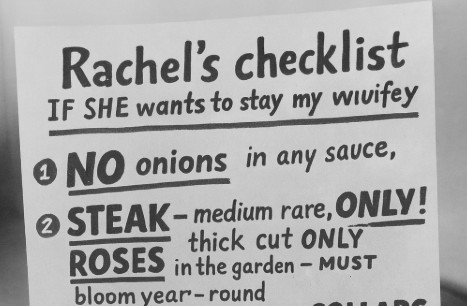 Rachel's checklist
IF SHE wants to stay my wivifey
1 NO onions in any sauce,
2 STEAK – medium rare, ONLY!
thick cut ONLY
ROSES in the garden – MUST
bloom year-round